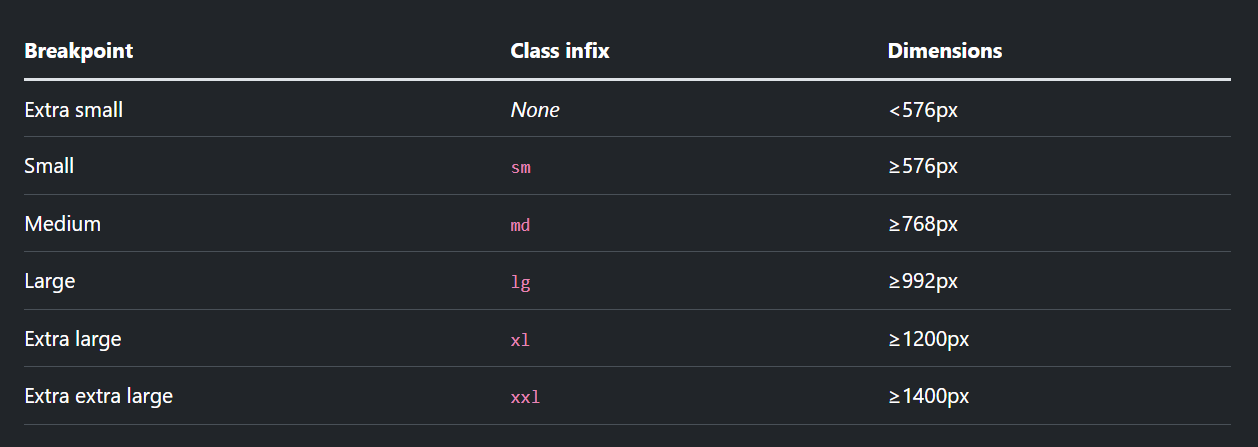 Breakpoint Class infix Dimensions
Extra small None <576px
Small sm ≥576px
Medium md ≥768px
Large lg ≥992px
Extra large xl ≥1200px
Extra extra large xxl ≥1400px